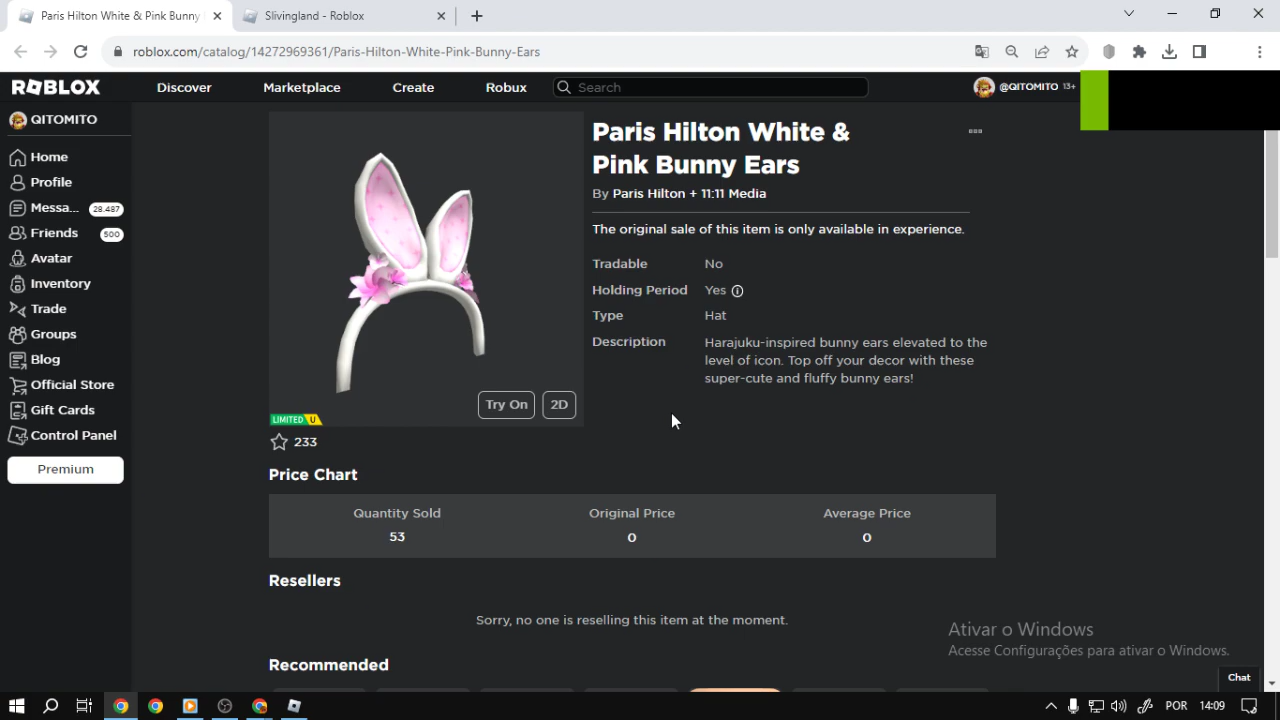 Paris Hilton White & Pink Bunny
Slivingland - Roblox
roblox.com/catalog/14272969361/Paris-Hilton-White-Pink-Bunny-Ears
ROBLOX
Discover
Marketplace
Create
Robux
Search
@QITOMITO 13+
QITOMITO
Home
Profile
Messa... 28.487
Friends 500
Avatar
Inventory
Trade
Groups
Blog
Official Store
Gift Cards
Control Panel
Premium
Try On
2D
LIMITED U
233
Paris Hilton White &
Pink Bunny Ears
By Paris Hilton + 11:11 Media
The original sale of this item is only available in experience.
Tradable No
Holding Period Yes
Type Hat
Description Harajuku-inspired bunny ears elevated to the
level of icon. Top off your decor with these
super-cute and fluffy bunny ears!
Price Chart
Quantity Sold Original Price Average Price
53 0 0
Resellers
Sorry, no one is reselling this item at the moment.
Recommended
Ativar o Windows
Acesse Configurações para ativar o Windows.
Chat
POR 14:09